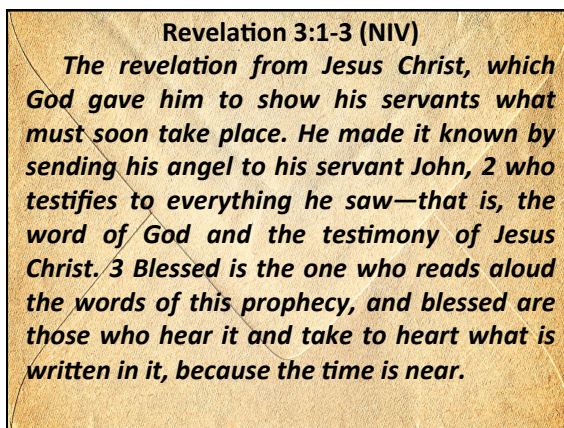 Revelation 3:1-3 (NIV)
The revelation from Jesus Christ, which
God gave him to show his servants what
must soon take place. He made it known by
sending his angel to his servant John, 2 who
testifies to everything he saw—that is, the
word of God and the testimony of Jesus
Christ. 3 Blessed is the one who reads aloud
the words of this prophecy, and blessed are
those who hear it and take to heart what is
written in it, because the time is near.